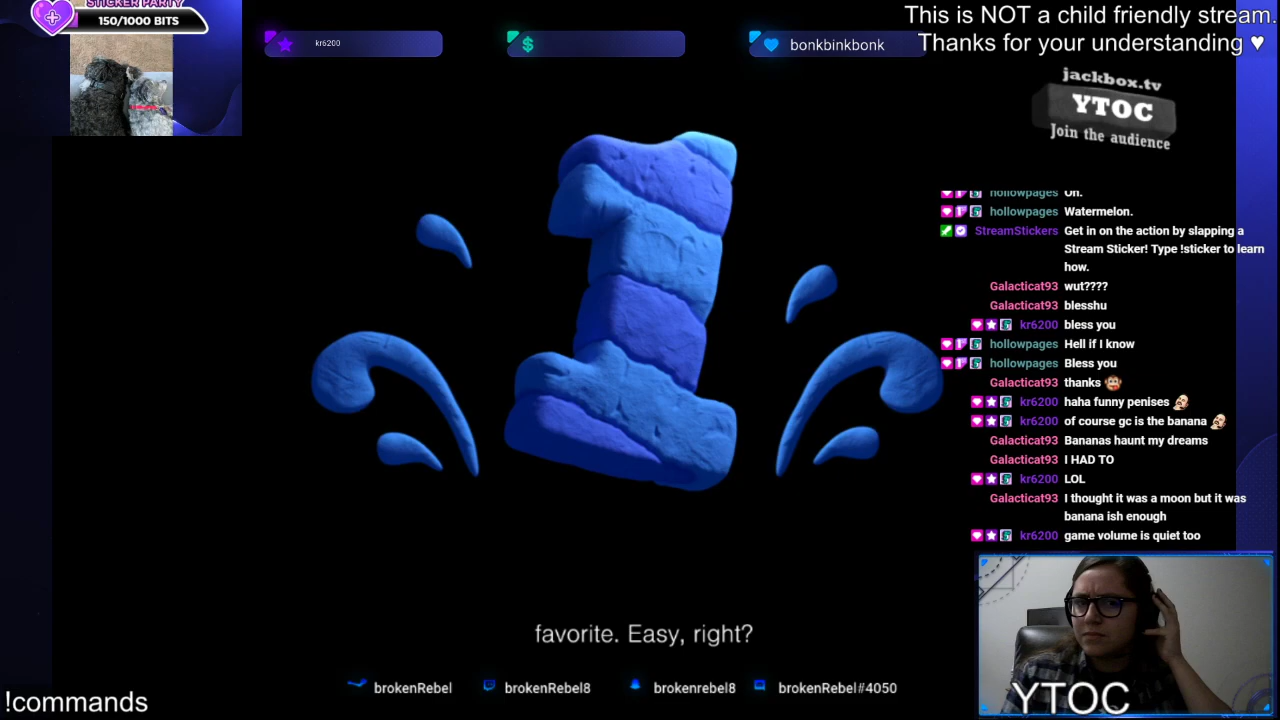 STICKER PARTY
150/1000 BITS
kr6200
bonkbinkbonk
This is NOT a child friendly stream.
Thanks for your understanding ♥
jackbox.tv
YTOC
Join the audience
hollowpages Oh.
hollowpages Watermelon.
StreamStickers Get in on the action by slapping a
Stream Sticker! Type !sticker to learn
how.
Galacticat93 wut????
Galacticat93 blesshu
kr6200 bless you
hollowpages Hell if I know
hollowpages Bless you
Galacticat93 thanks
kr6200 haha funny penises
kr6200 of course gc is the banana
Galacticat93 Bananas haunt my dreams
Galacticat93 I HAD TO
kr6200 LOL
Galacticat93 I thought it was a moon but it was
banana ish enough
kr6200 game volume is quiet too
1
favorite. Easy, right?
brokenRebel
brokenRebel8
brokenrebel8
brokenRebel#4050
!commands
YTOC